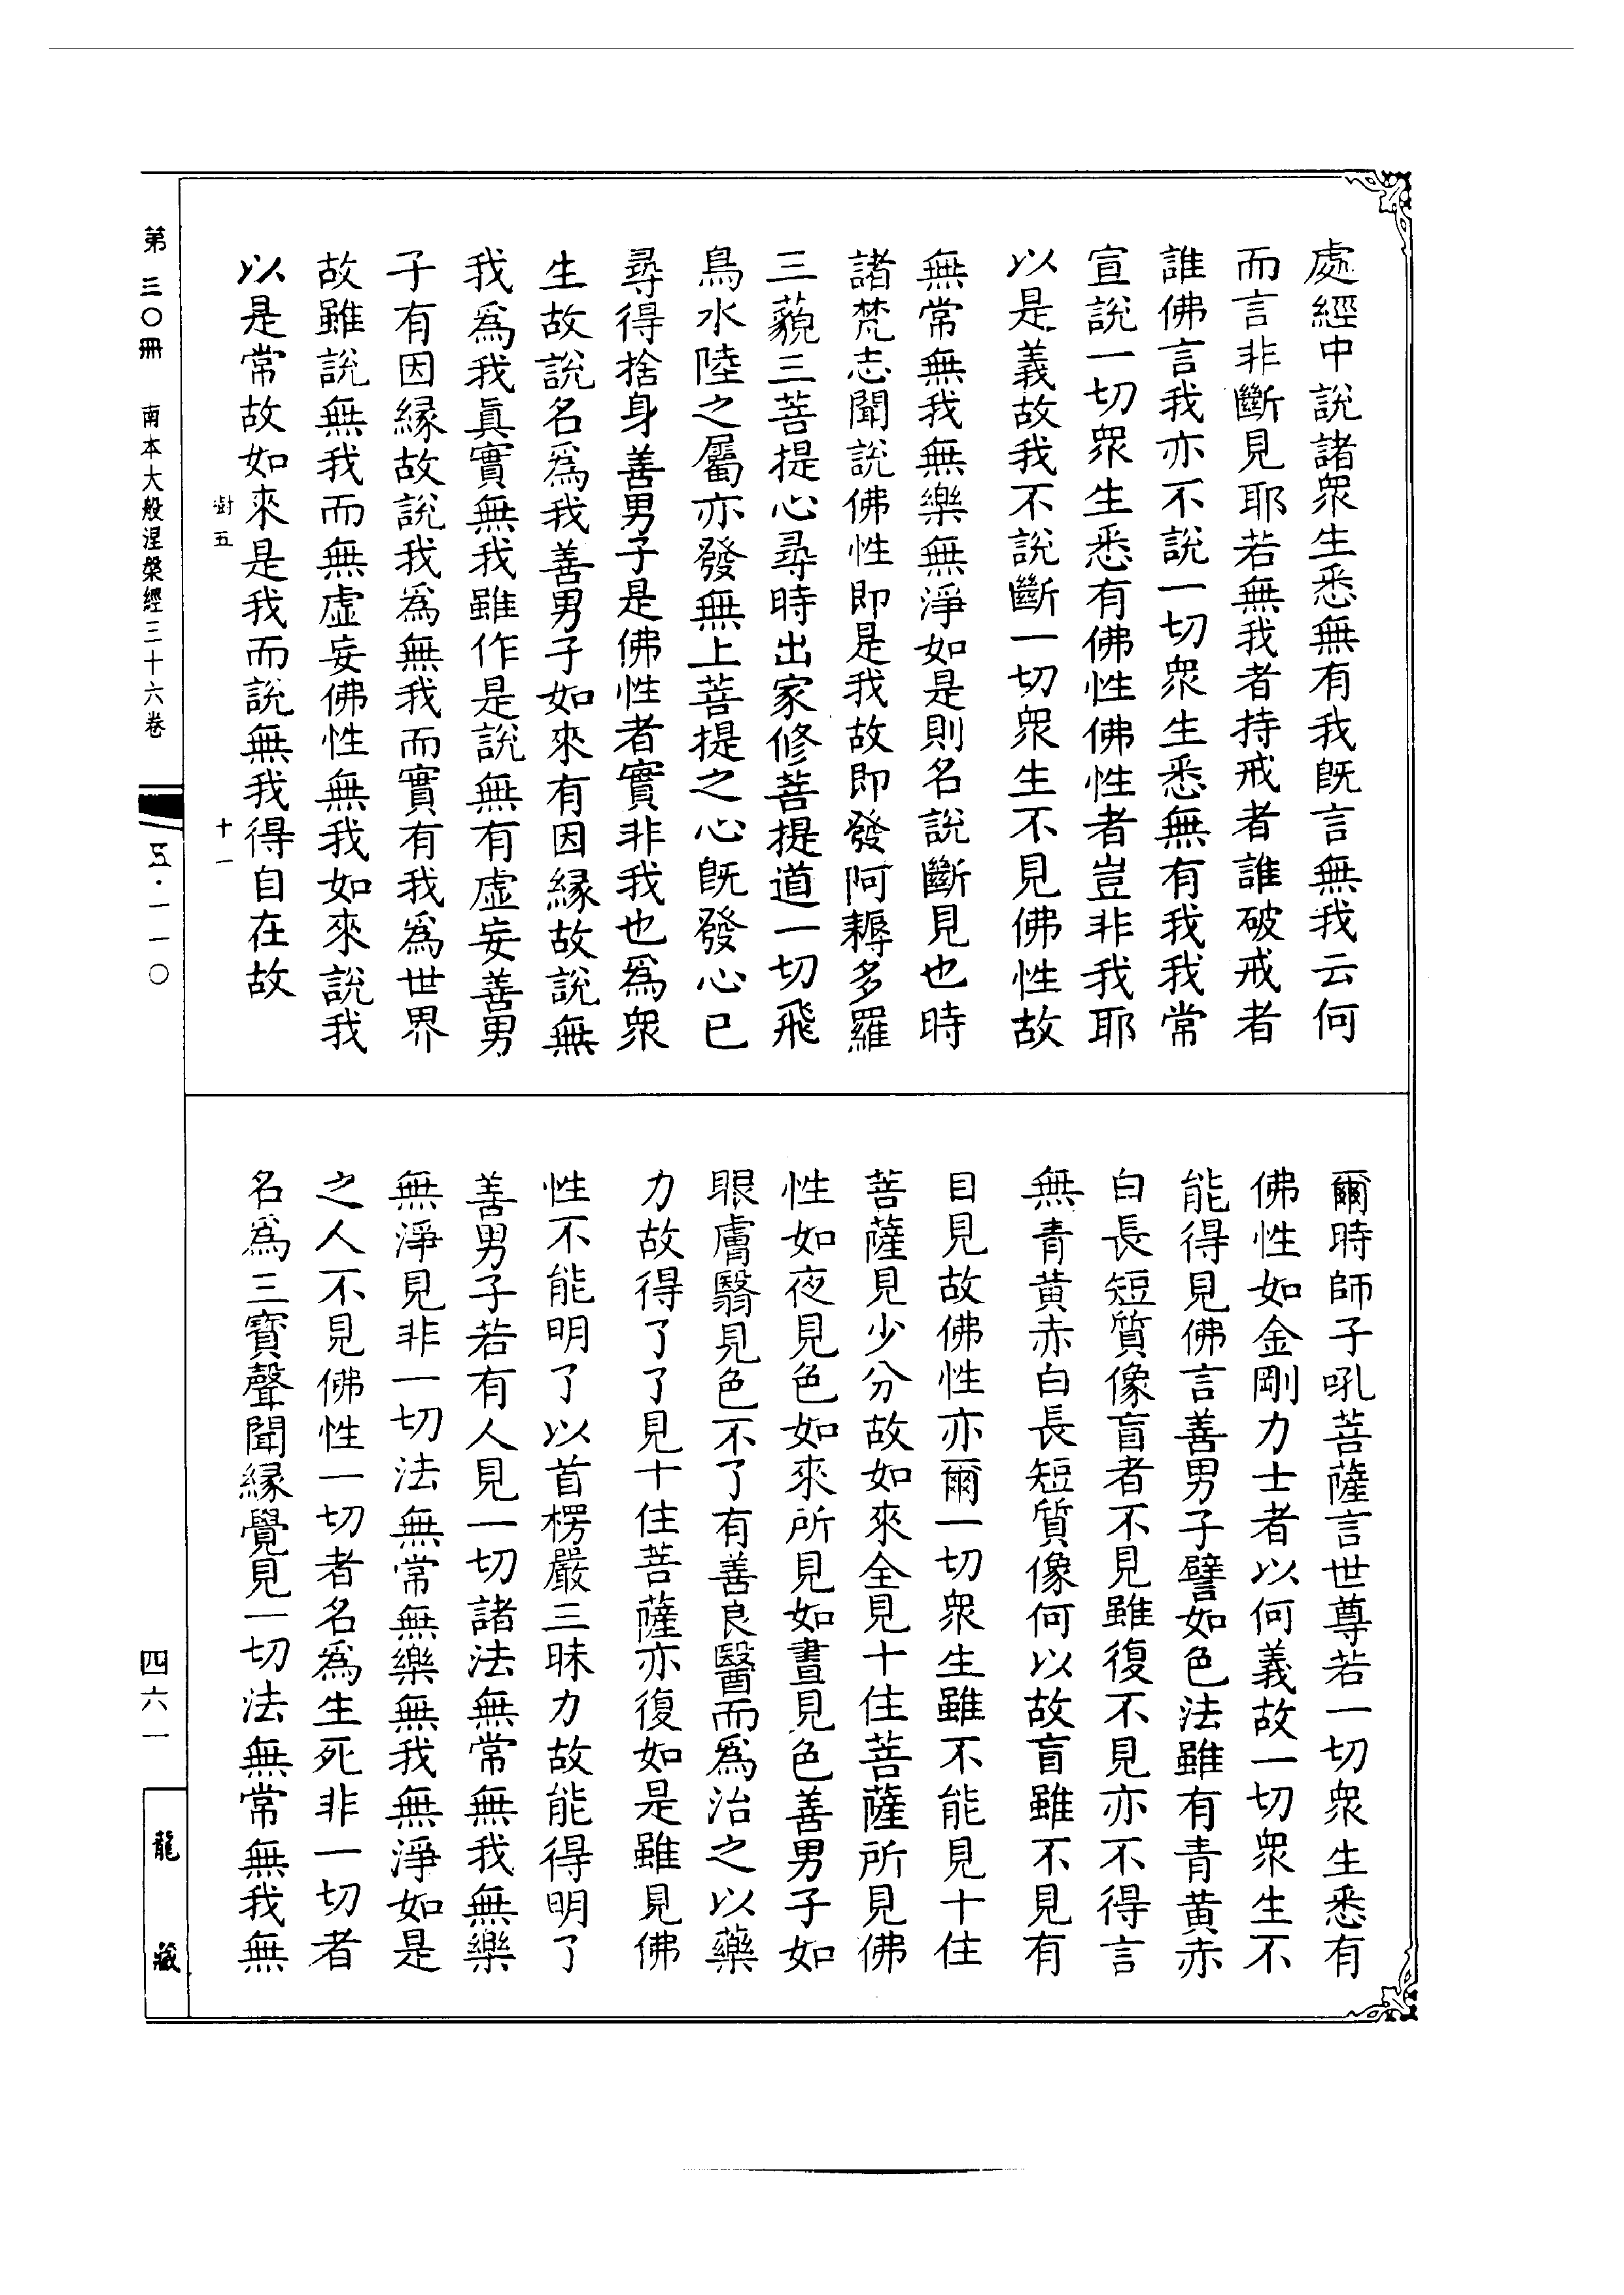 處經中說諸眾生悉無有我旣言無我云何
而言非斷見耶若無我者持戒者誰破戒者
誰佛言我亦不說一切眾生悉無有我我常
宣說一切眾生悉有佛性佛性者豈非我耶
以是義故我不說斷一切眾生不見佛性故
無常無我無樂無淨如是則名說斷見也時
諸梵志聞說佛性即是我故即發阿耨多羅
三藐三菩提心尋時出家修菩提道一切飛
鳥水陸之屬亦發無上菩提之心旣發心已
尋得捨身善男子是佛性者實非我也爲眾
生故說名爲我善男子如來有因緣故說無
我爲我眞實無我雖作是說無有虛妄善男
子有因緣故說我爲無我而實有我爲世界
故雖說無我而無虛妄佛性無我如來說我
以是常故如來是我而說無我得自在故
爾時師子吼菩薩言世尊若一切眾生悉有
佛性如金剛力士者以何義故一切眾生不
能得見佛言善男子譬如色法雖有青黃赤
白長短質像盲者不見雖復不見亦不得言
無青黃赤白長短質像何以故盲雖不見有
目見故佛性亦爾一切眾生雖不能見十住
菩薩見少分故如來全見十住菩薩所見佛
性如夜見色如來所見如晝見色善男子如
眼膚翳見色不了有善良醫而爲治之以藥
力故得了了見十住菩薩亦復如是雖見佛
性不能明了以首楞嚴三昧力故能得明了
善男子若有人見一切諸法無常無我無樂
無淨見非一切法無常無樂無我無淨如是
之人不見佛性一切者名爲生死非一切者
名爲三寶聲聞緣覺見一切法無常無我無
樹五
十一
第三〇冊 南本大般涅槃經三十六卷
五·一一〇
四六一
龍藏